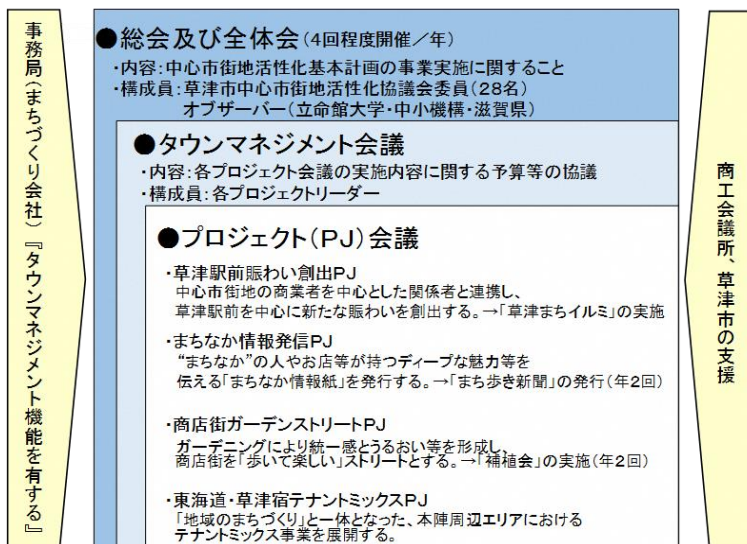 事務局(まちづくり会社)『タウンマネジメント機能を有する』
●総会及び全体会(4回程度開催/年)
・内容:中心市街地活性化基本計画の事業実施に関すること
・構成員:草津市中心市街地活性化協議会委員(28名)
オブザーバー(立命館大学・中小機構・滋賀県)
●タウンマネジメント会議
・内容:各プロジェクト会議の実施内容に関する予算等の協議
・構成員:各プロジェクトリーダー
●プロジェクト(PJ)会議
・草津駅前賑わい創出PJ
中心市街地の商業者を中心とした関係者と連携し、
草津駅前を中心に新たな賑わいを創出する。→「草津まちイルミ」の実施
・まちなか情報発信PJ
“まちなか”の人やお店等が持つディープな魅力等を
伝える「まちなか情報紙」を発行する。→「まち歩き新聞」の発行(年2回)
・商店街ガーデンストリートPJ
ガーデニングにより統一感とうるおい等を形成し、
商店街を「歩いて楽しい」ストリートとする。→「補植会」の実施(年2回)
・東海道・草津宿テナントミックスPJ
「地域のまちづくり」と一体となった、本陣周辺エリアにおける
テナントミックス事業を展開する。
商工会議所、草津市の支援